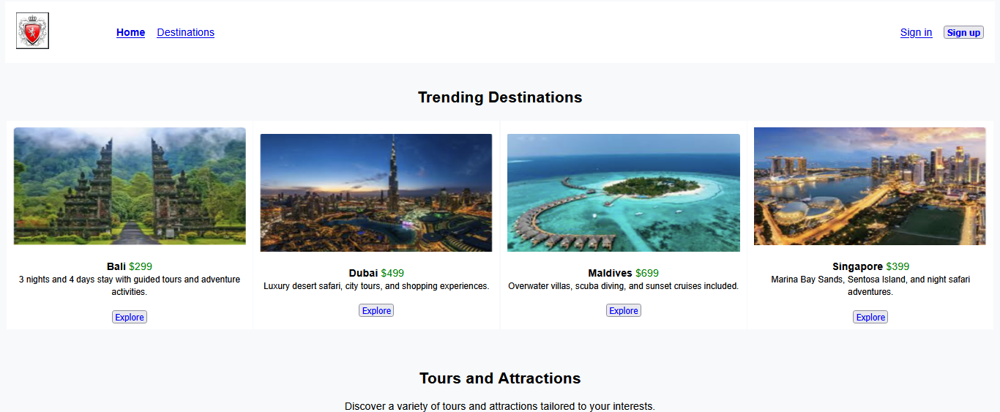 Home Destinations Sign in Sign up
Trending Destinations
Bali $299
3 nights and 4 days stay with guided tours and adventure
activities.
Explore
Dubai $499
Luxury desert safari, city tours, and shopping experiences.
Explore
Maldives $699
Overwater villas, scuba diving, and sunset cruises included.
Explore
Singapore $399
Marina Bay Sands, Sentosa Island, and night safari
adventures.
Explore
Tours and Attractions
Discover a variety of tours and attractions tailored to your interests.